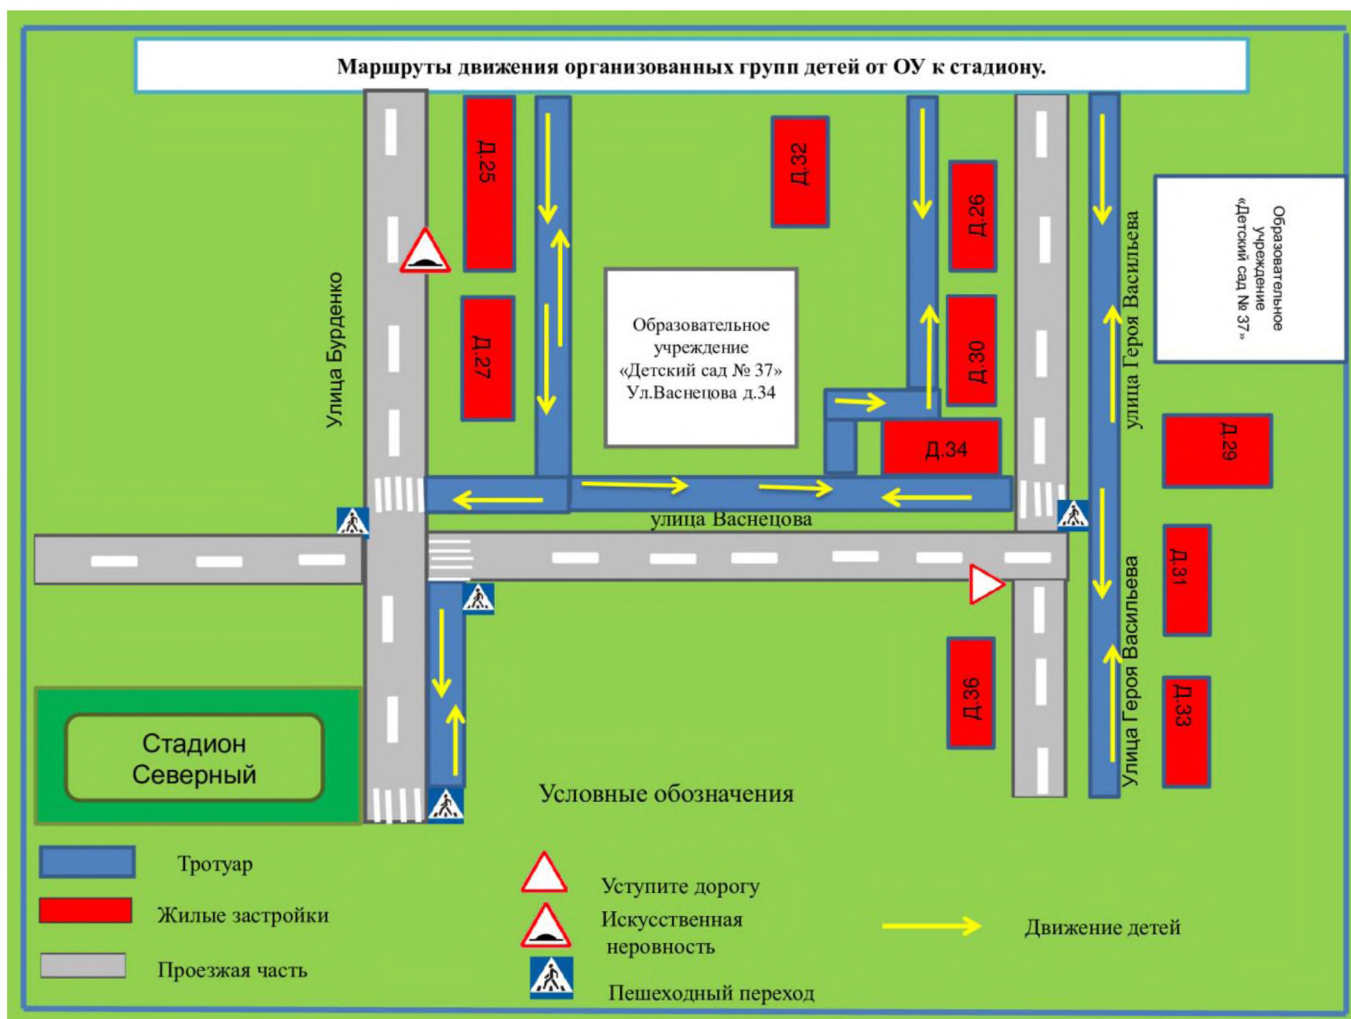 Маршруты движения организованных групп детей от ОУ к стадиону.
Д.25
Д.32
Д.26
Образовательное
учреждение
«Детский сад № 37»
улица Героя Васильева
Улица Бурденко
Д.27
Образовательное
учреждение
«Детский сад № 37»
Ул.Васнецова д.34
Д.30
Д.34
Д.29
улица Васнецова
Д.31
Улица Героя Васильева
Д.36
Д.33
Стадион
Северный
Условные обозначения
Тротуар
Жилые застройки
Проезжая часть
Уступите дорогу
Искусственная
неровность
Пешеходный переход
Движение детей